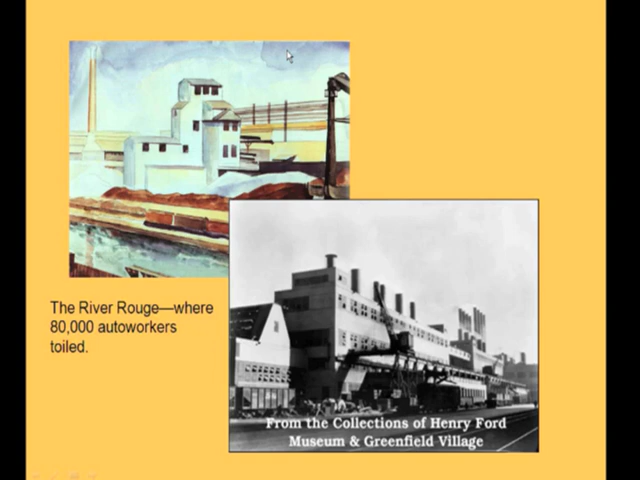 The River Rouge—where
80,000 autoworkers
toiled.
From the Collections of Henry Ford
Museum & Greenfield Village